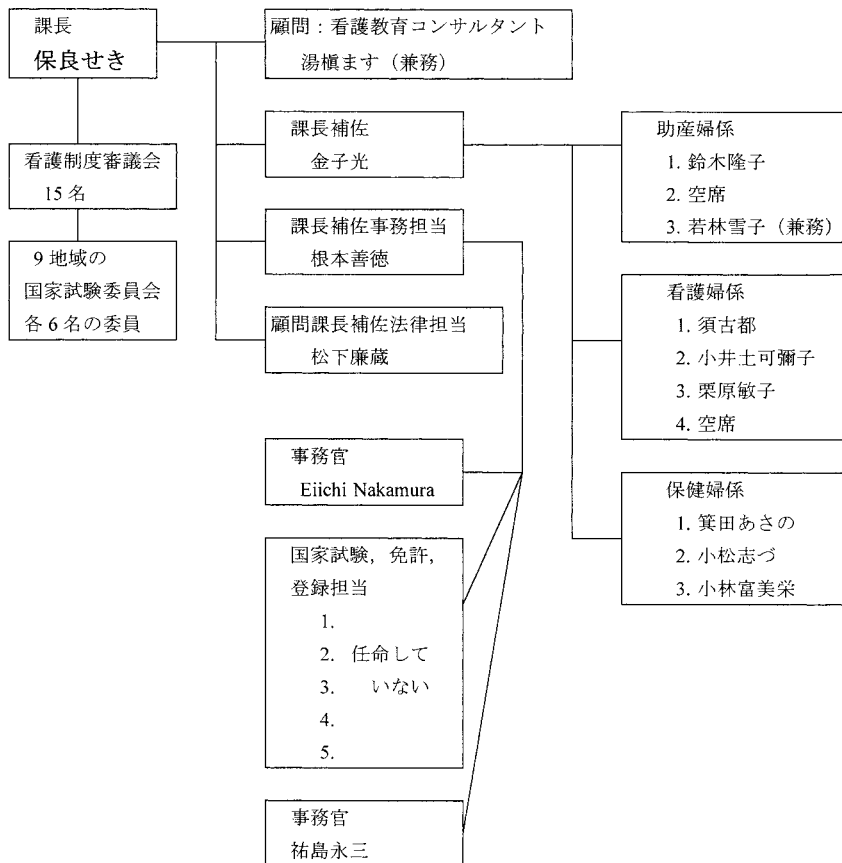 課長
保良せき
看護制度審議会
15名
9地域の
国家試験委員会
各6名の委員
顧問：看護教育コンサルタント
湯槇ます（兼務）
課長補佐
金子光
課長補佐事務担当
根本善徳
顧問課長補佐法律担当
松下廉蔵
事務官
Eiichi Nakamura
国家試験，免許，
登録担当
1.
2. 任命して
3. いない
4.
5.
事務官
祐島永三
助産婦係
1. 鈴木隆子
2. 空席
3. 若林雪子（兼務）
看護婦係
1. 須古都
2. 小井土可彌子
3. 栗原敏子
4. 空席
保健婦係
1. 箕田あさの
2. 小松志づ
3. 小林富美栄